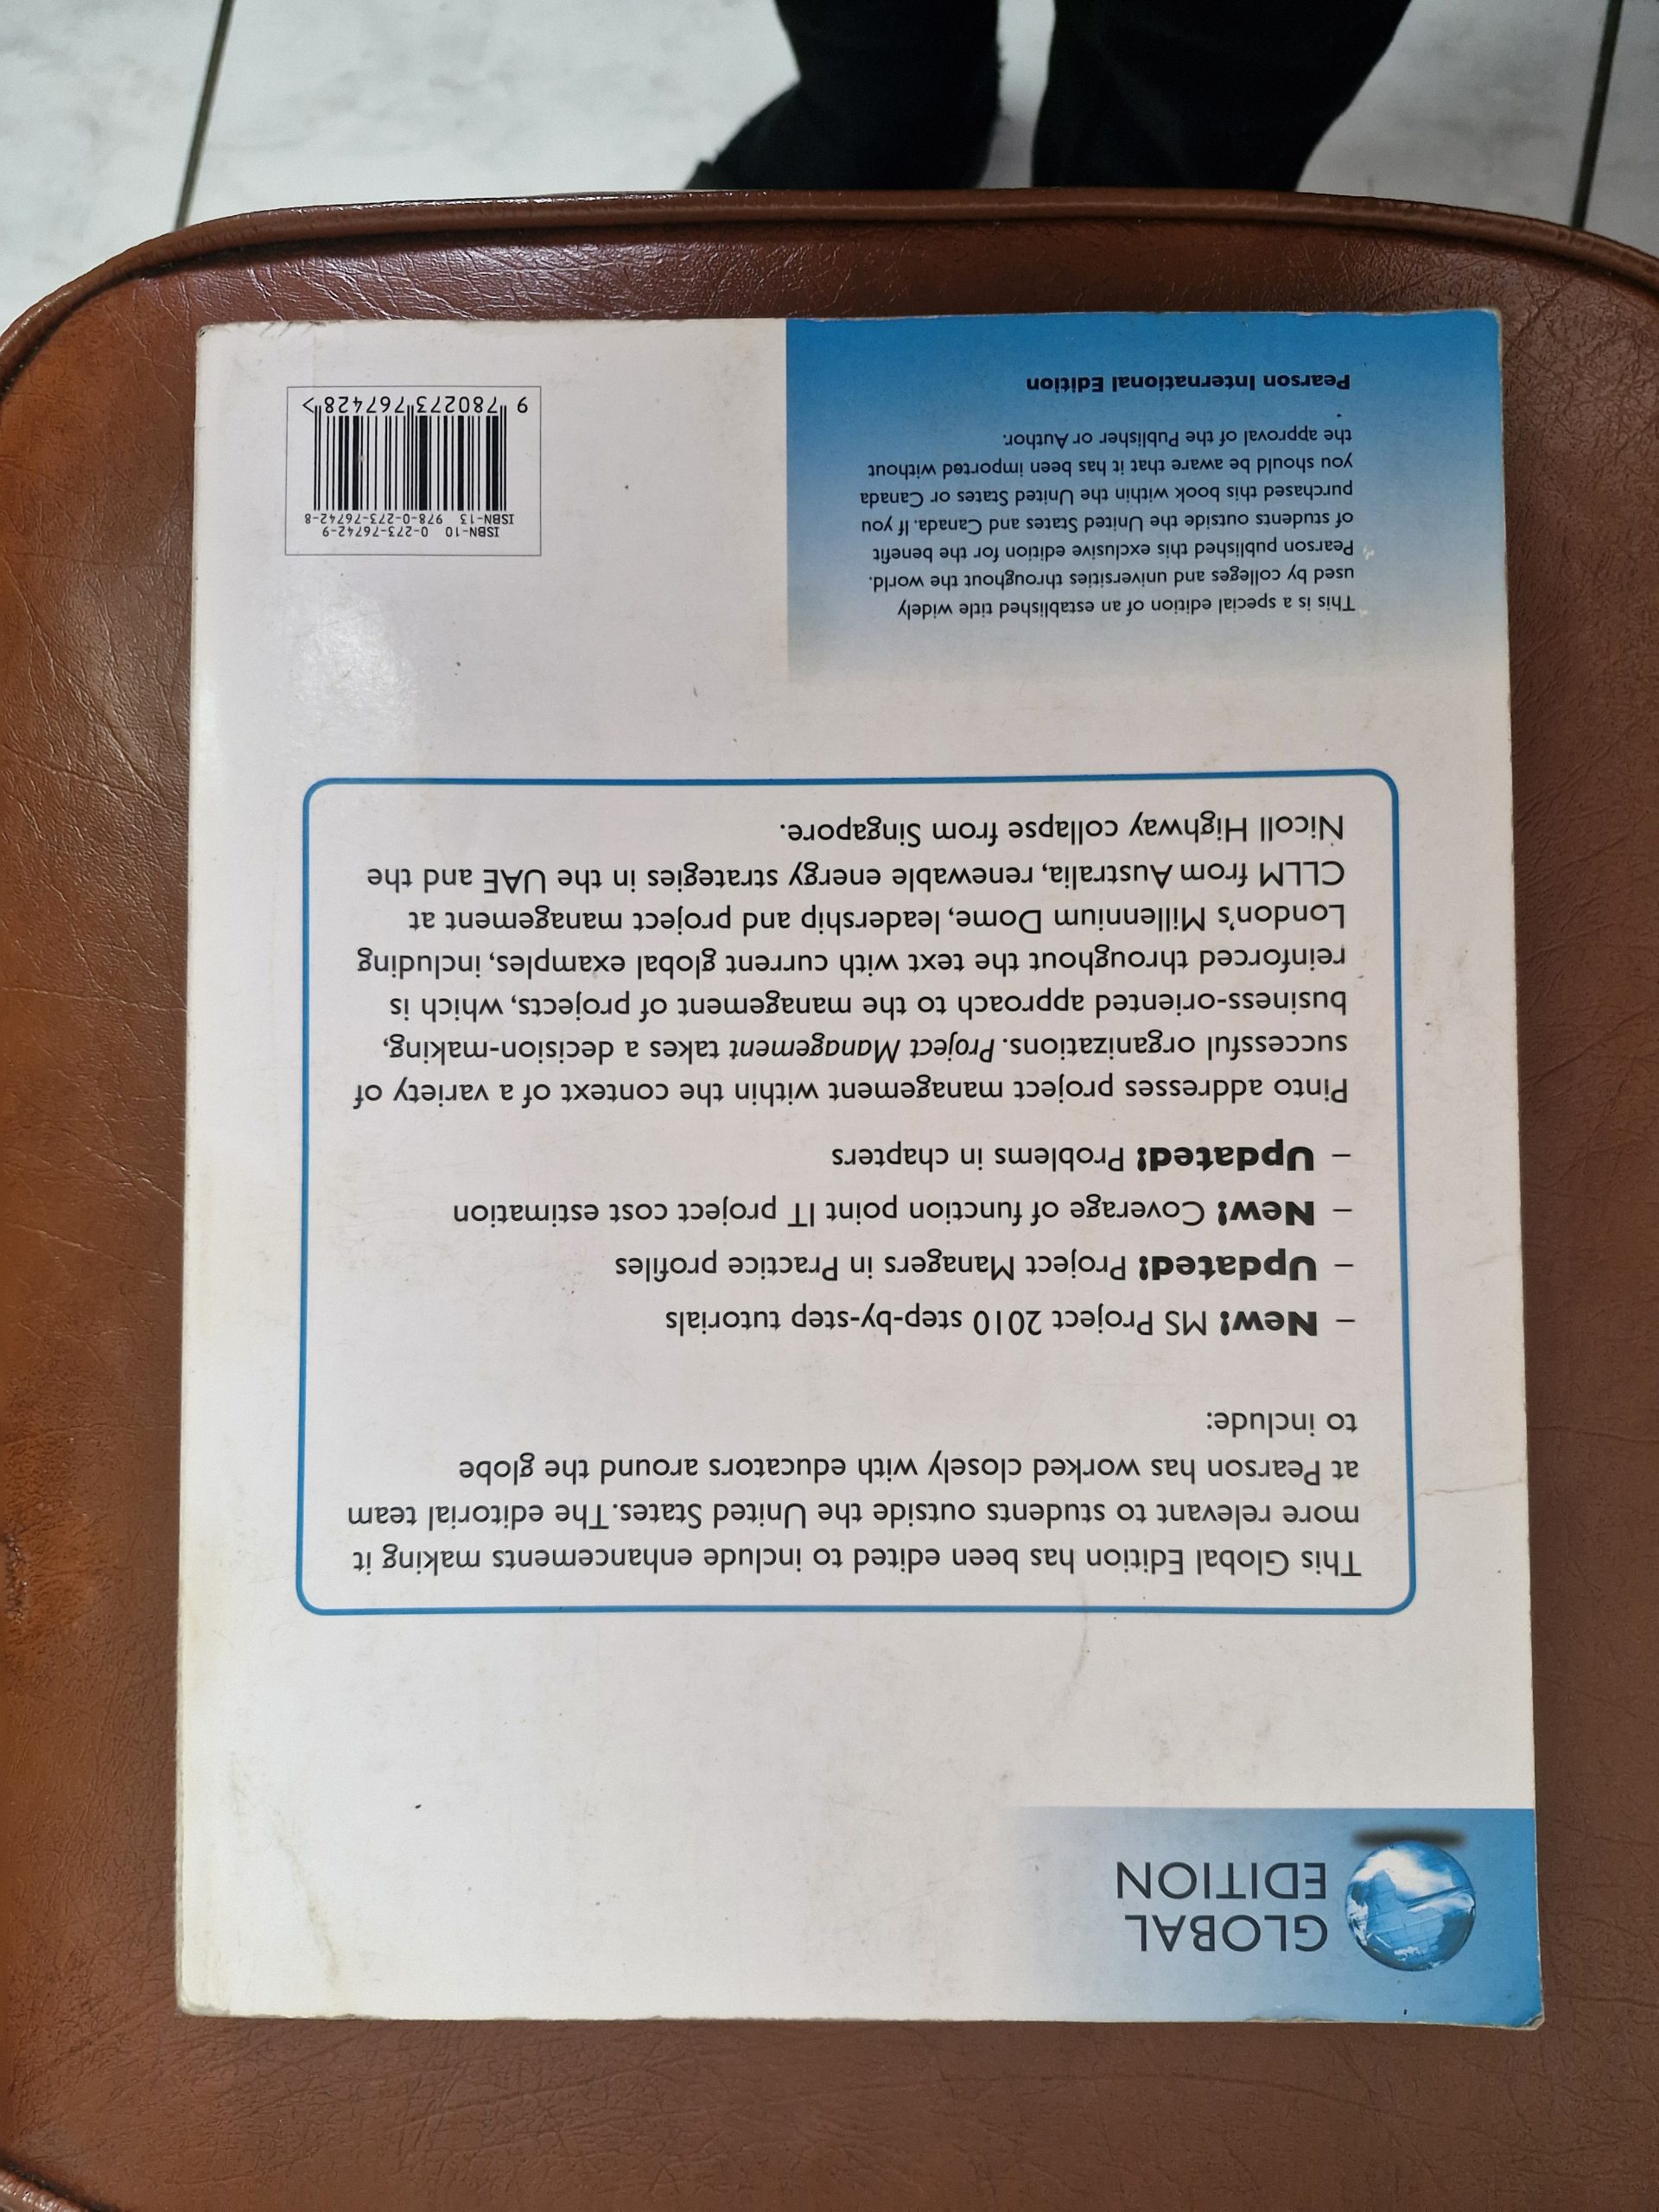 GLOBAL
EDITION
This Global Edition has been edited to include enhancements making it
more relevant to students outside the United States. The editorial team
at Pearson has worked closely with educators around the globe
to include:
– New! MS Project 2010 step-by-step tutorials
– Updated! Project Managers in Practice profiles
– New! Coverage of function point IT project cost estimation
– Updated! Problems in chapters
Pinto addresses project management within the context of a variety of
successful organizations. Project Management takes a decision-making,
business-oriented approach to the management of projects, which is
reinforced throughout the text with current global examples, including
London's Millennium Dome, leadership and project management at
CLLM from Australia, renewable energy strategies in the UAE and the
Nicoll Highway collapse from Singapore.
This is a special edition of an established title widely
used by colleges and universities throughout the world.
Pearson published this exclusive edition for the benefit
of students outside the United States and Canada. If you
purchased this book within the United States or Canada
you should be aware that it has been imported without
the approval of the Publisher or Author.
Pearson International Edition
ISBN-10 0-273-76742-9
ISBN-13 978-0-273-76742-8
9 780273 767428 >